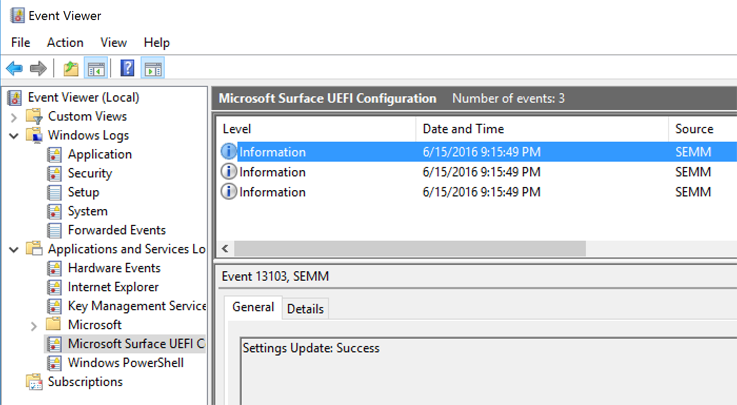 Event Viewer
File Action View Help
Event Viewer (Local)
Custom Views
Windows Logs
Application
Security
Setup
System
Forwarded Events
Applications and Services Lo
Hardware Events
Internet Explorer
Key Management Service
Microsoft
Microsoft Surface UEFI C
Windows PowerShell
Subscriptions
Microsoft Surface UEFI Configuration Number of events: 3
Level Date and Time Source
Information 6/15/2016 9:15:49 PM SEMM
Information 6/15/2016 9:15:49 PM SEMM
Information 6/15/2016 9:15:49 PM SEMM
Event 13103, SEMM
General Details
Settings Update: Success